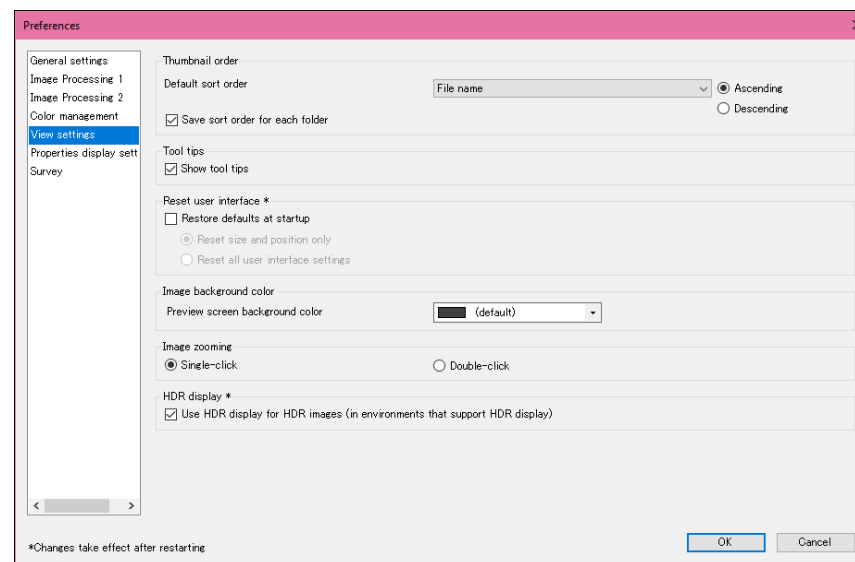 Preferences
General settings
Image Processing 1
Image Processing 2
Color management
View settings
Properties display sett
Survey
Thumbnail order
Default sort order
File name
Ascending
Descending
Save sort order for each folder
Tool tips
Show tool tips
Reset user interface *
Restore defaults at startup
Reset size and position only
Reset all user interface settings
Image background color
Preview screen background color
(default)
Image zooming
Single-click
Double-click
HDR display *
Use HDR display for HDR images (in environments that support HDR display)
*Changes take effect after restarting
OK
Cancel